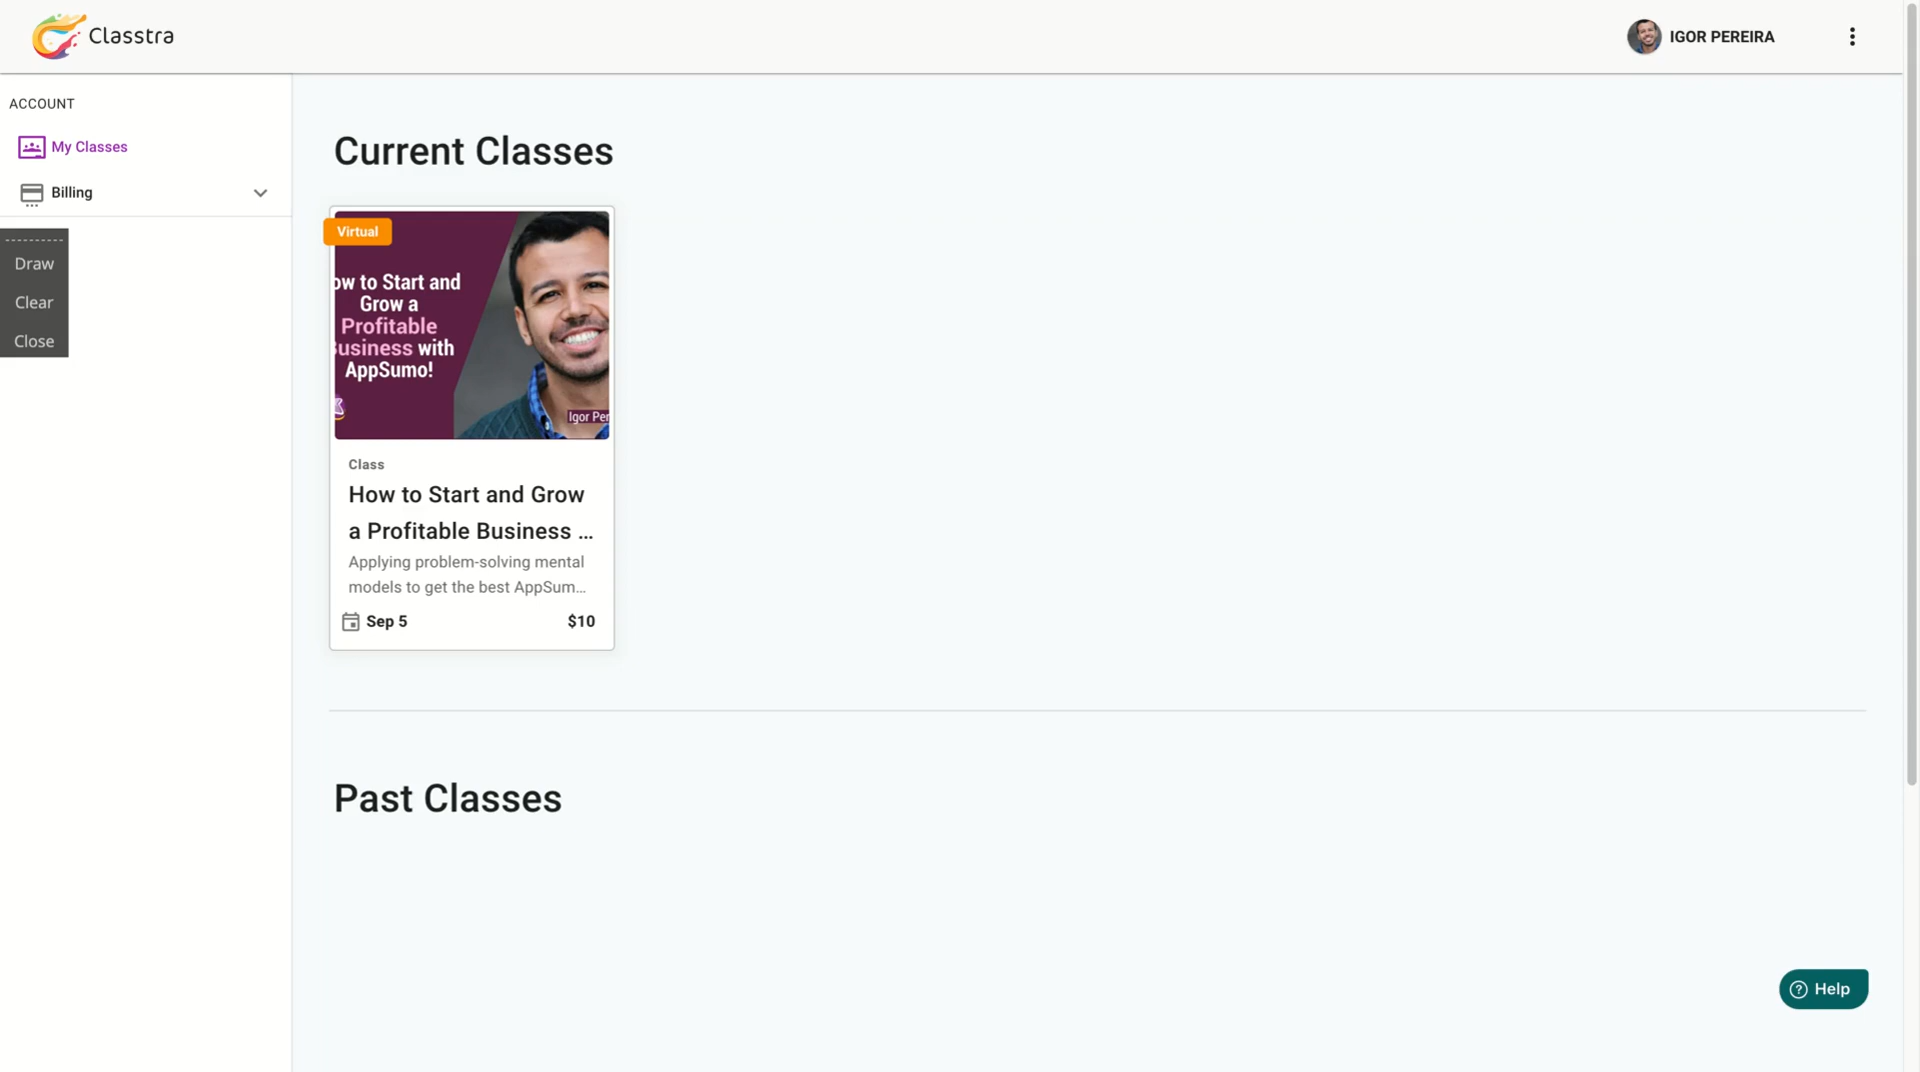 Classtra
IGOR PEREIRA
ACCOUNT
My Classes
Billing
Draw
Clear
Close
Current Classes
Virtual
ow to Start and
Grow a
Profitable
Business with
AppSumo!
Igor Per
Class
How to Start and Grow
a Profitable Business ...
Applying problem-solving mental
models to get the best AppSum...
Sep 5
$10
Past Classes
Help